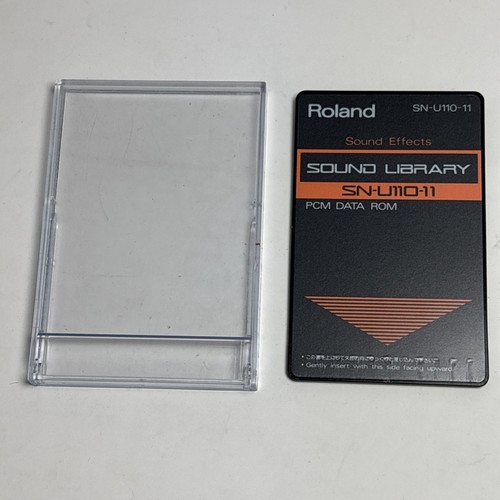 Roland SN-U110-11
Sound Effects
SOUND LIBRARY
SN-U110-11
PCM DATA ROM
• Gently insert with this side facing upward.